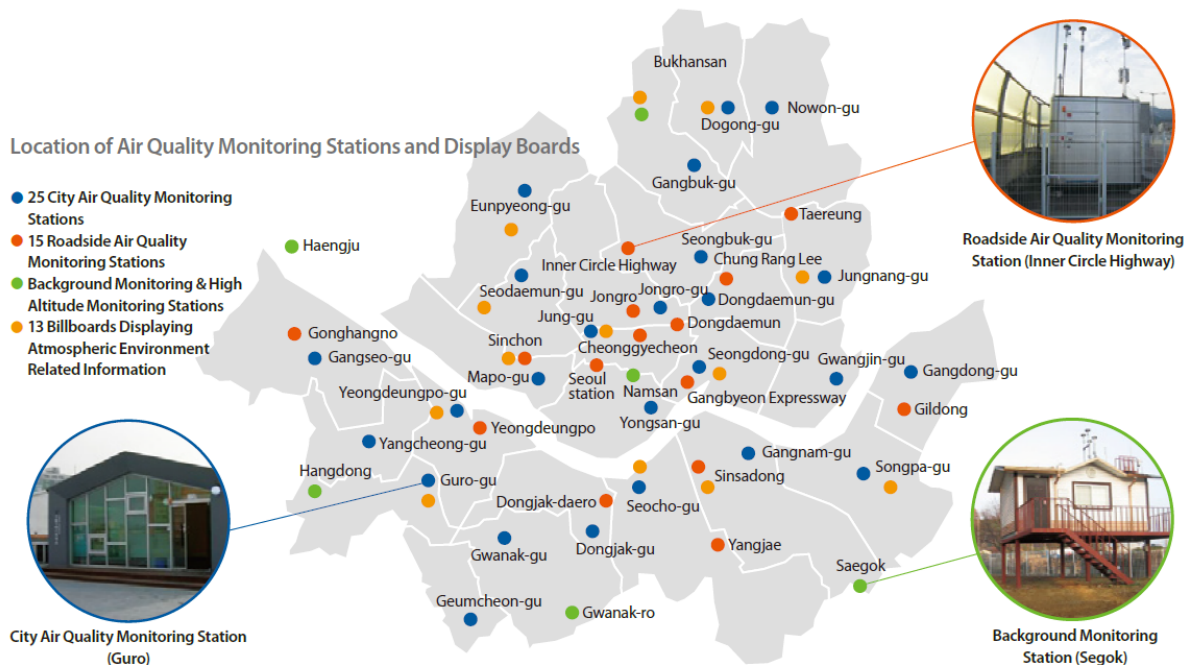 Location of Air Quality Monitoring Stations and Display Boards
25 City Air Quality Monitoring
Stations
15 Roadside Air Quality
Monitoring Stations
Background Monitoring & High
Altitude Monitoring Stations
13 Billboards Displaying
Atmospheric Environment
Related Information
Bukhansan
Dogong-gu
Nowon-gu
Gangbuk-gu
Eunpyeong-gu
Taereung
Haengju
Inner Circle Highway
Seongbuk-gu
Chung Rang Lee
Jungnang-gu
Seodaemun-gu
Jongro
Jongro-gu
Dongdaemun-gu
Jung-gu
Dongdaemun
Gonghangno
Gangseo-gu
Sinchon
Cheonggyecheon
Mapo-gu
Seoul
station
Namsan
Seongdong-gu
Gwangjin-gu
Gangdong-gu
Gangbyeon Expressway
Yeongdeungpo-gu
Yongsan-gu
Gildong
Yeongdeungpo
Yangcheong-gu
Hangdong
Guro-gu
Gangnam-gu
Songpa-gu
Sinsadong
Dongjak-daero
Seocho-gu
Gwanak-gu
Dongjak-gu
Yangjae
Saegok
Geumcheon-gu
Gwanak-ro
Roadside Air Quality Monitoring
Station (Inner Circle Highway)
City Air Quality Monitoring Station
(Guro)
Background Monitoring
Station (Segok)